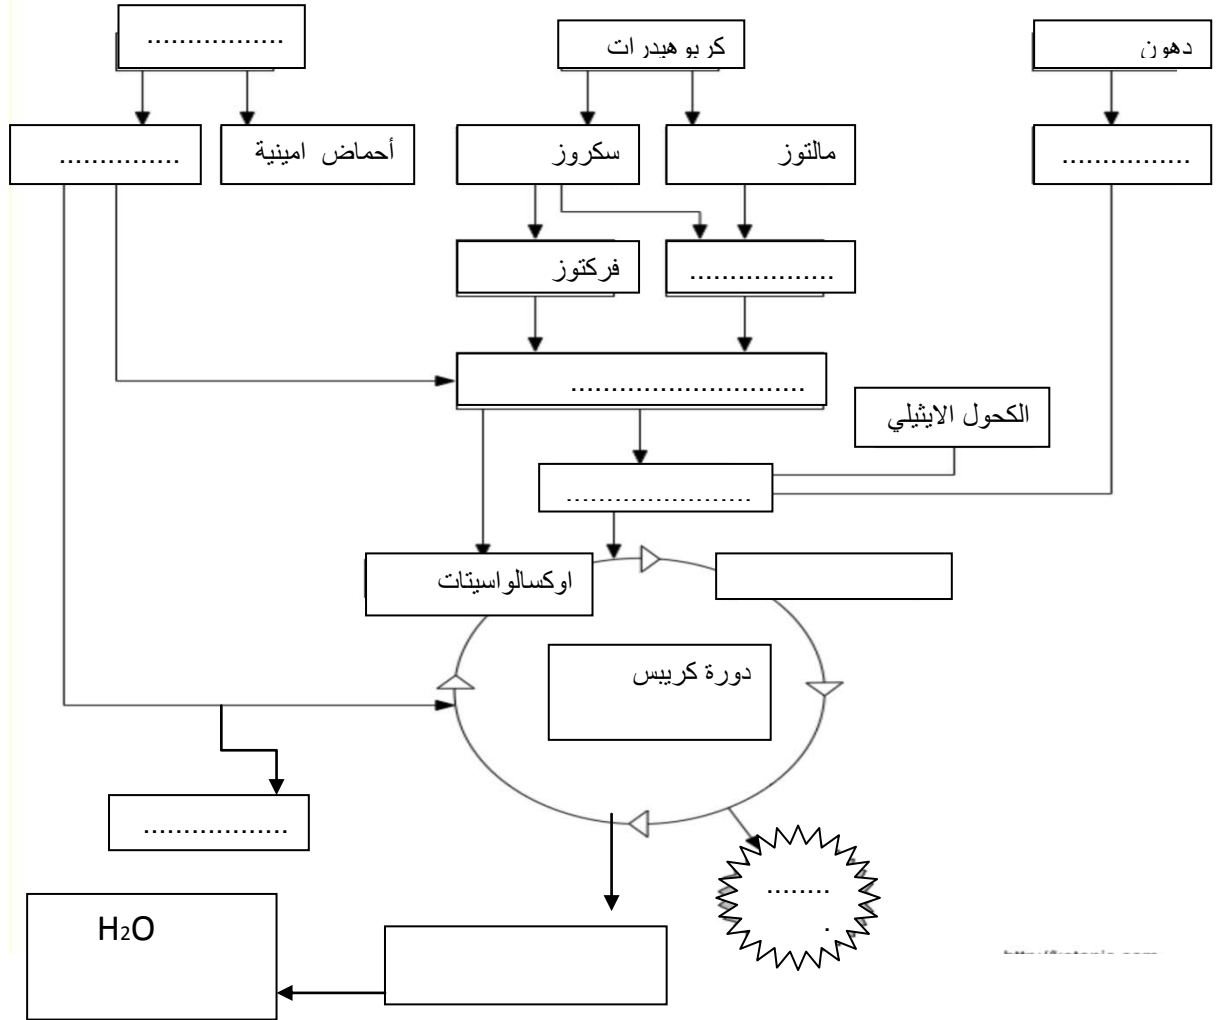 .................
كربوهيدرات
دهون
...............
أحماض امينية
سكروز
مالتوز
................
فركتوز
..................
.............................
الكحول الايثيلي
.......................
اوكسالواسيتات
دورة كريبس
..................
........
.
H₂O